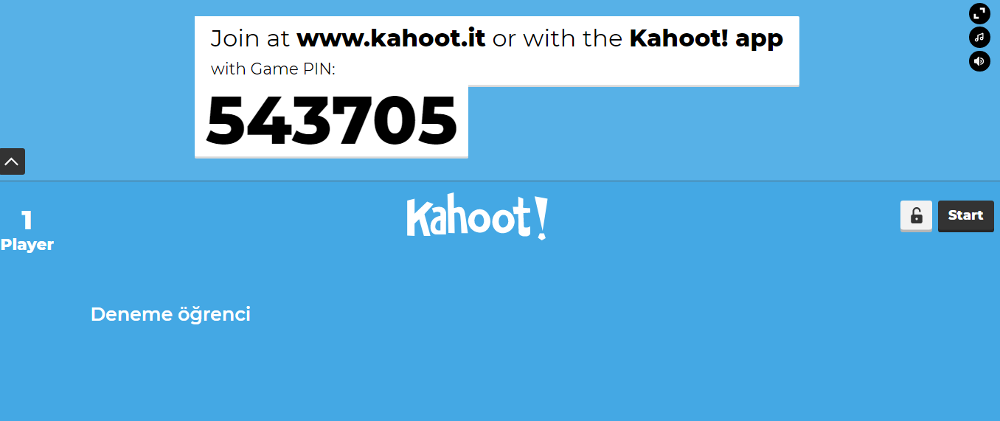 Join at www.kahoot.it or with the Kahoot! app
with Game PIN:
543705
Kahoot!
1
Player
Start
Deneme öğrenci